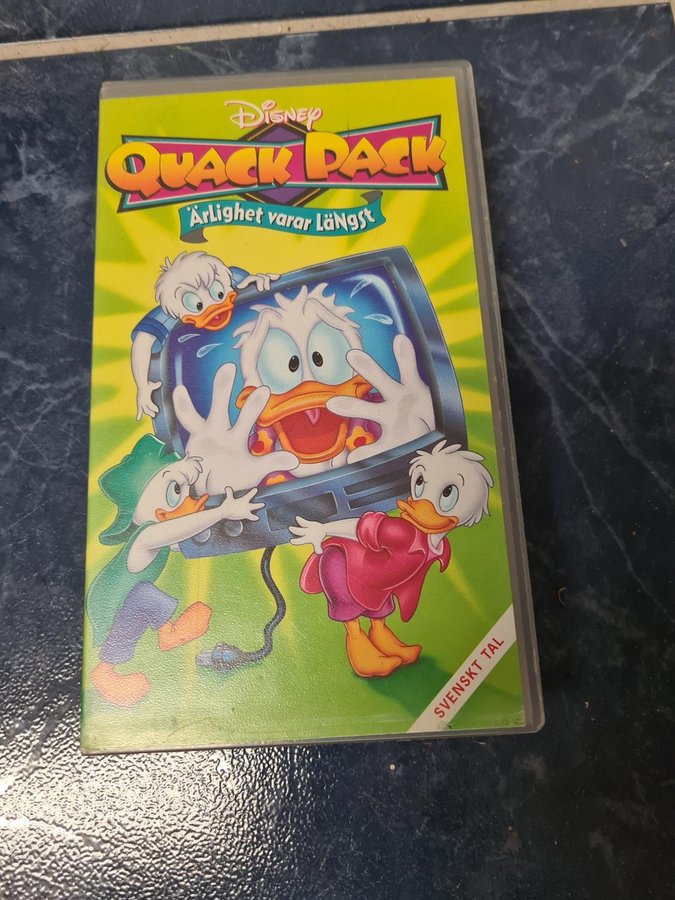 Disney
QUACK PACK
ÄRLigHet vaRaR LäNgSt
SVENSKT TAL